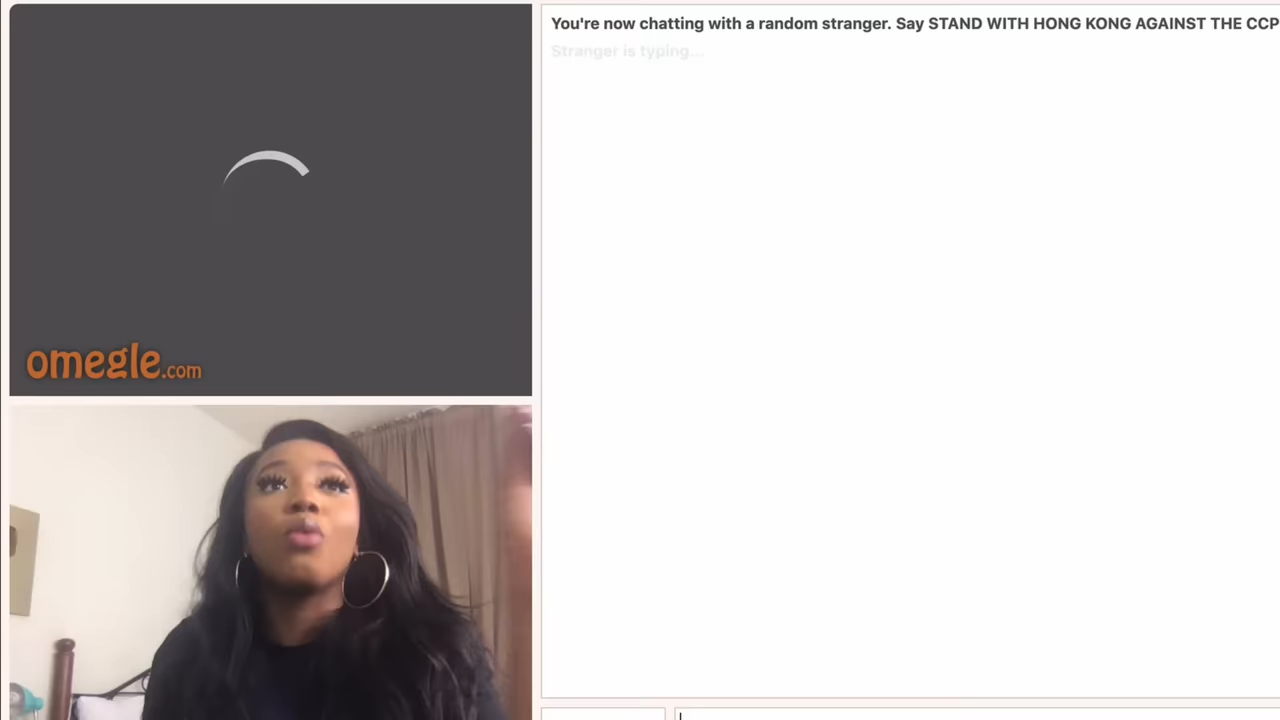 You're now chatting with a random stranger. Say STAND WITH HONG KONG AGAINST THE CCP
Stranger is typing...
omegle.com